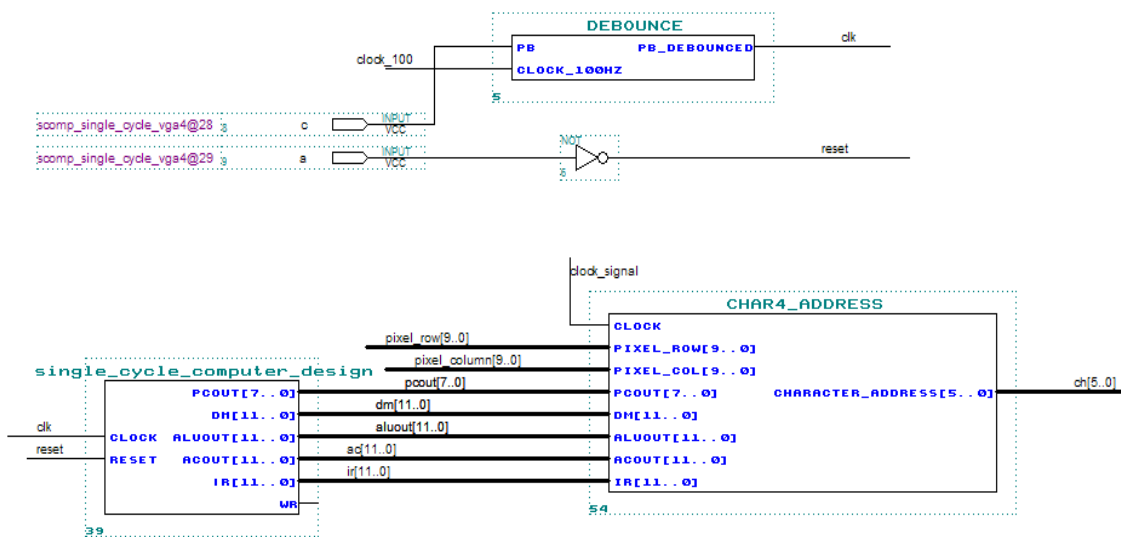 DEBOUNCE
PB PB_DEBOUNCED clk
clock_100 CLOCK_100HZ
5
scomp_single_cycle_vga4@28 8 c INPUT VCC
scomp_single_cycle_vga4@29 9 a INPUT VCC NOT 6 reset
clock_signal
CHAR4_ADDRESS
CLOCK
pixel_row[9..0] PIXEL_ROW[9..0]
pixel_column[9..0] PIXEL_COL[9..0]
single_cycle_computer_design
PCOUT[7..0] pcout[7..0] PCOUT[7..0] CHARACTER_ADDRESS[5..0] ch[5..0]
DM[11..0] dm[11..0] DM[11..0]
clk CLOCK ALUOUT[11..0] aluout[11..0] ALUOUT[11..0]
reset RESET ACOUT[11..0] ac[11..0] ACOUT[11..0]
IR[11..0] ir[11..0] IR[11..0]
WR
39 54